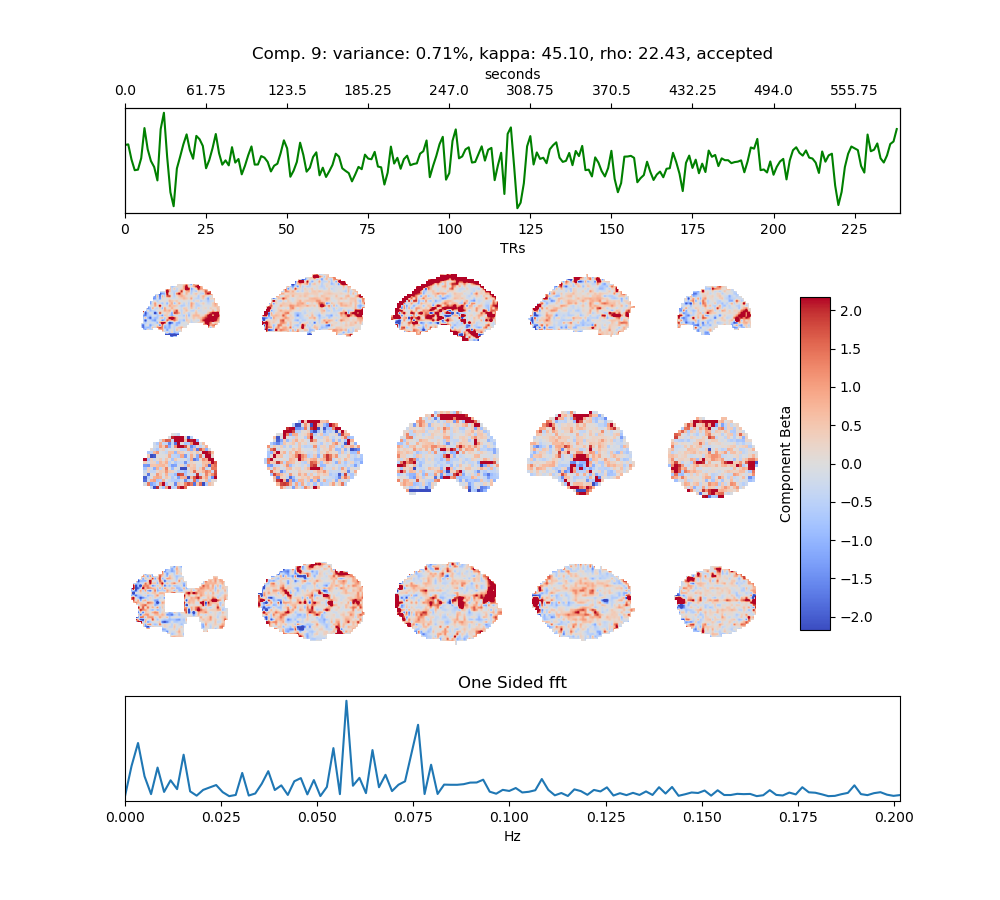 Comp. 9: variance: 0.71%, kappa: 45.10, rho: 22.43, accepted
seconds
0.0 61.75 123.5 185.25 247.0 308.75 370.5 432.25 494.0 555.75
0 25 50 75 100 125 150 175 200 225
TRs
2.0
1.5
1.0
0.5
0.0
−0.5
−1.0
−1.5
−2.0
Component Beta
One Sided fft
0.000 0.025 0.050 0.075 0.100 0.125 0.150 0.175 0.200
Hz